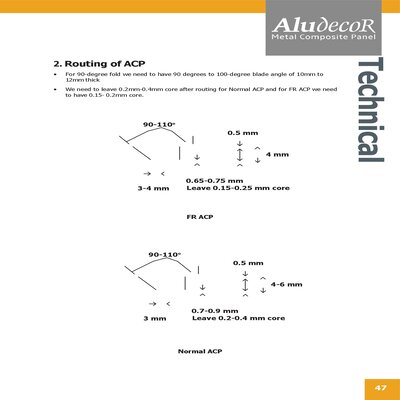 ALUDECOR
Metal Composite Panel
Technical
2. Routing of ACP
• For 90-degree fold we need to have 90 degrees to 100-degree blade angle of 10mm to
12mm thick
• We need to leave 0.2mm-0.4mm core after routing for Normal ACP and for FR ACP we need
to have 0.15- 0.2mm core.
90-110°
0.5 mm
4 mm
0.65-0.75 mm
3-4 mm Leave 0.15-0.25 mm core
FR ACP
90-110°
0.5 mm
4-6 mm
0.7-0.9 mm
3 mm Leave 0.2-0.4 mm core
Normal ACP
47